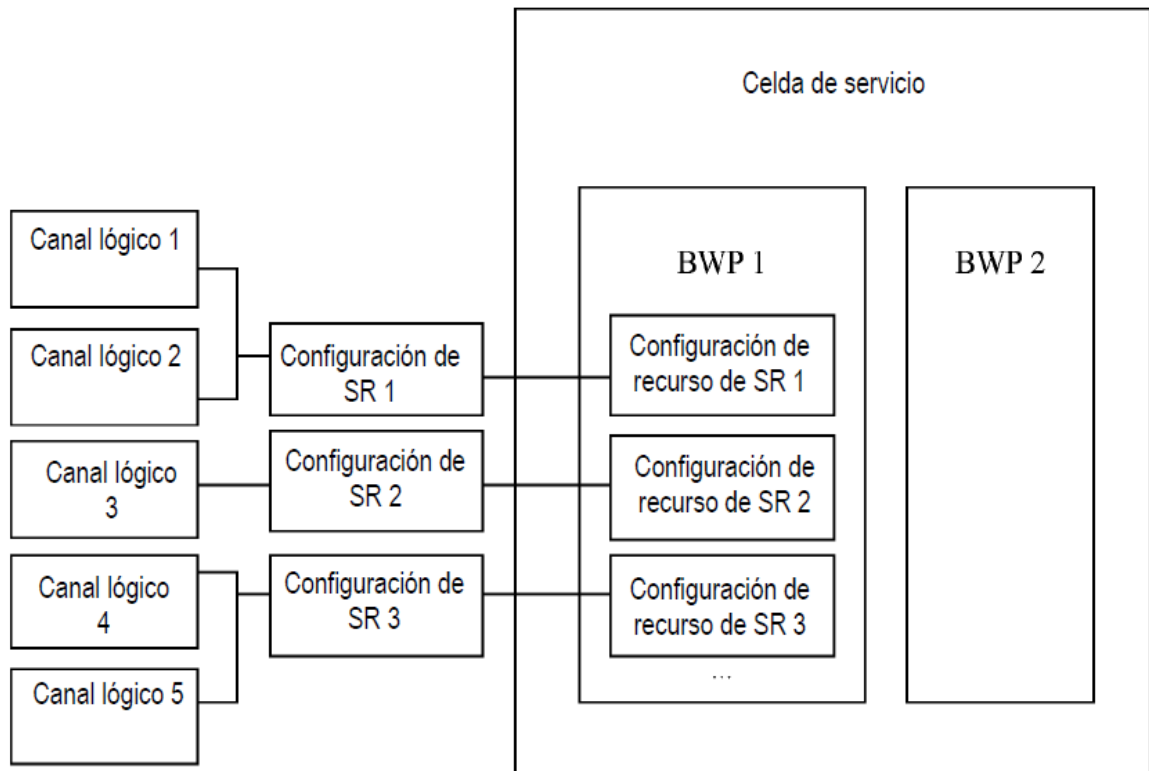 Celda de servicio
Canal lógico 1
Canal lógico 2
Canal lógico
3
Canal lógico
4
Canal lógico 5
Configuración de
SR 1
Configuración de
SR 2
Configuración de
SR 3
BWP 1
Configuración de
recurso de SR 1
Configuración de
recurso de SR 2
Configuración de
recurso de SR 3
...
BWP 2